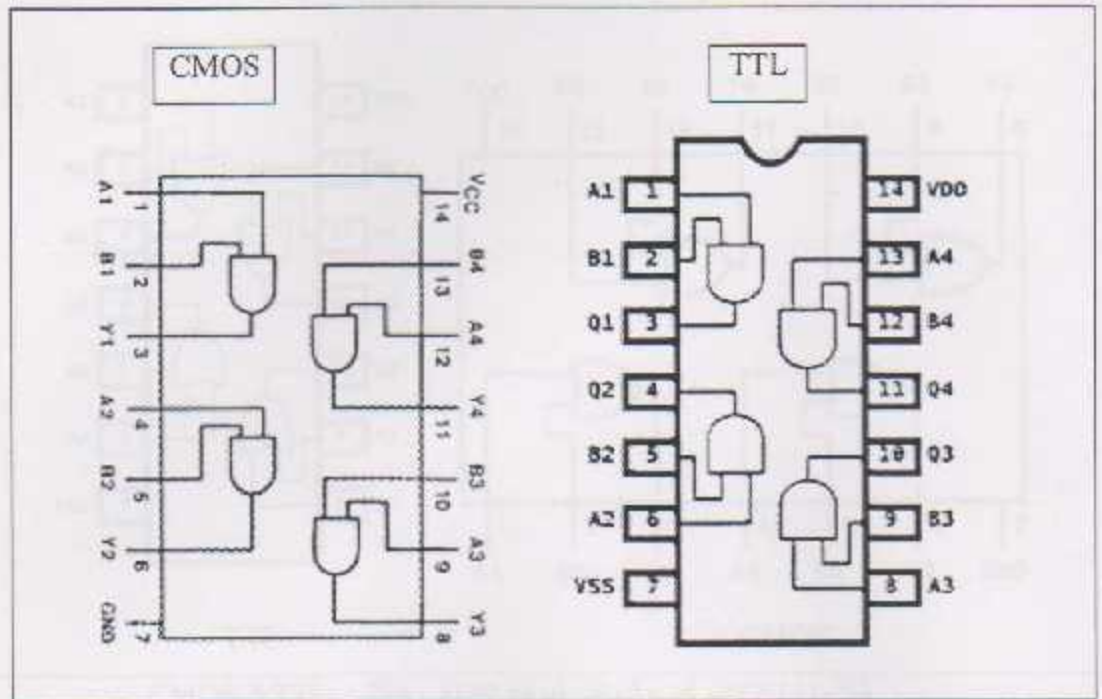 CMOS
A1 1
B1 2
Y1 3
A2 4
B2 5
Y2 6
GND 7
VCC 14
B4 13
A4 12
Y4 11
B3 10
A3 9
Y3 8
TTL
A1 1
B1 2
Q1 3
Q2 4
B2 5
A2 6
VSS 7
14 VDD
13 A4
12 B4
11 Q4
10 Q3
9 B3
8 A3